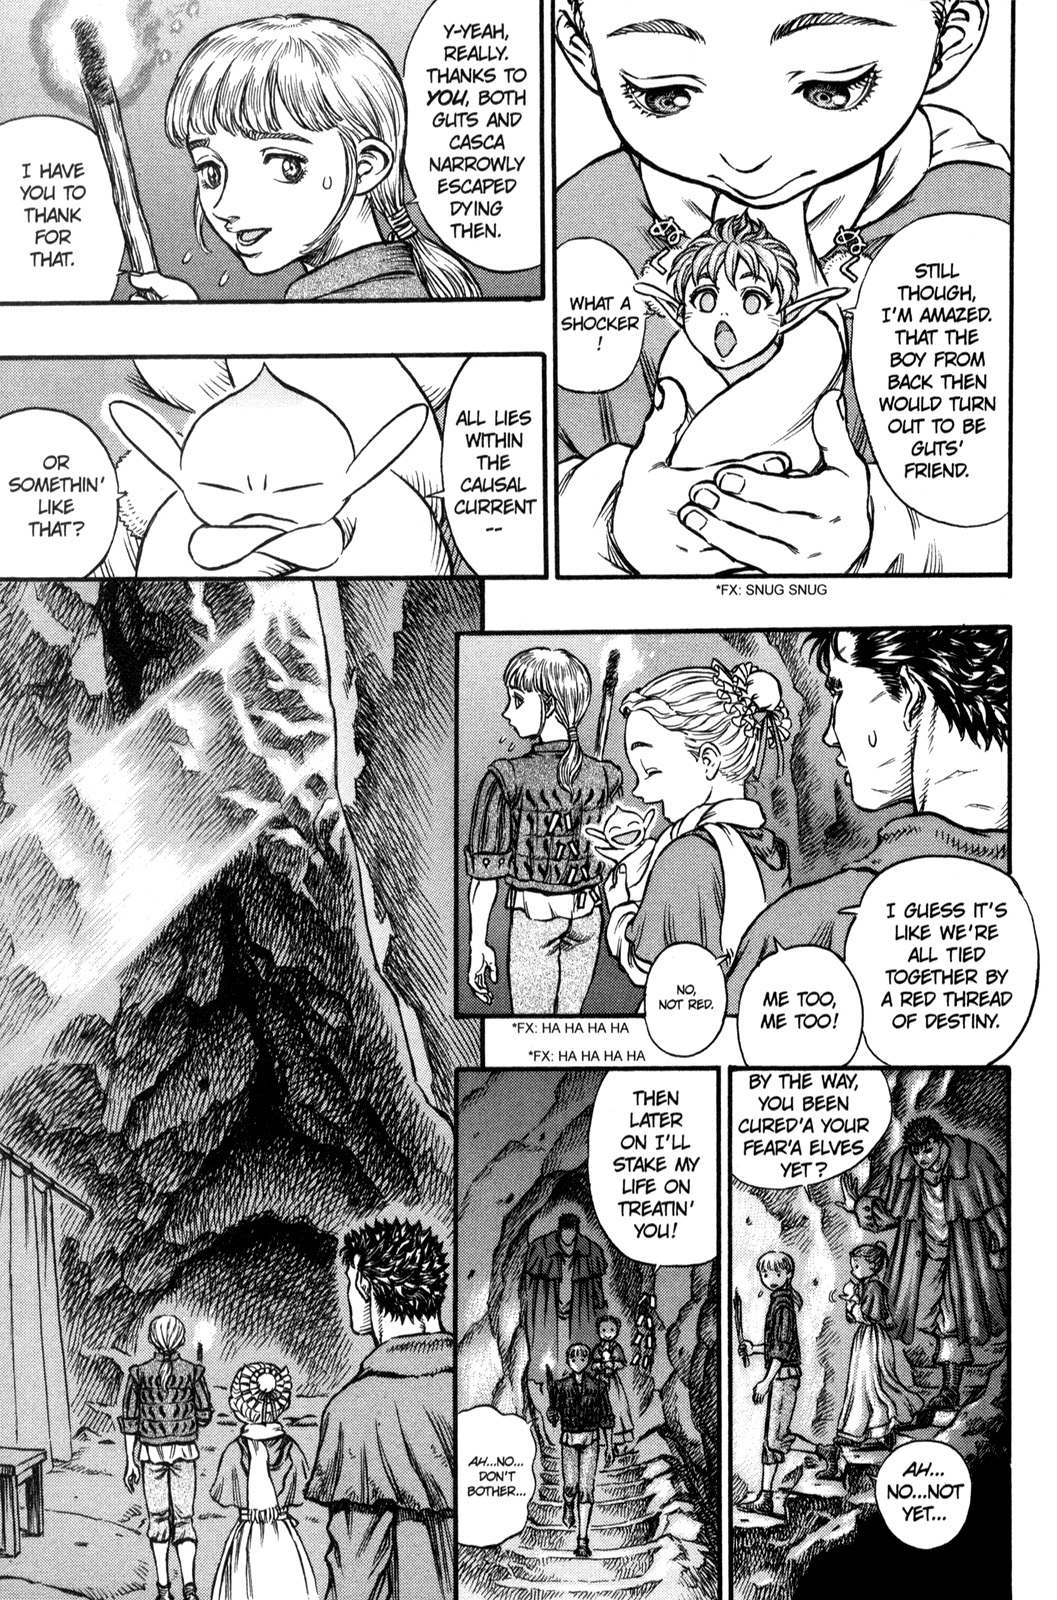 STILL
THOUGH,
I'M AMAZED.
THAT THE
BOY FROM
BACK THEN
WOULD TURN
OUT TO BE
GUTS'
FRIEND.
WHAT A
SHOCKER
!
*FX: SNUG SNUG
Y-YEAH,
REALLY.
THANKS TO
YOU, BOTH
GUTS AND
CASCA
NARROWLY
ESCAPED
DYING
THEN.
I HAVE
YOU TO
THANK
FOR
THAT.
ALL LIES
WITHIN
THE
CAUSAL
CURRENT
--
OR
SOMETHIN'
LIKE
THAT?
I GUESS IT'S
LIKE WE'RE
ALL TIED
TOGETHER BY
A RED THREAD
OF DESTINY.
ME TOO,
ME TOO!
NO,
NOT RED.
*FX: HA HA HA HA
*FX: HA HA HA HA
BY THE WAY,
YOU BEEN
CURED'A YOUR
FEAR'A ELVES
YET?
AH...
NO...NOT
YET...
THEN
LATER
ON I'LL
STAKE MY
LIFE ON
TREATIN'
YOU!
AH...NO...
DON'T
BOTHER...